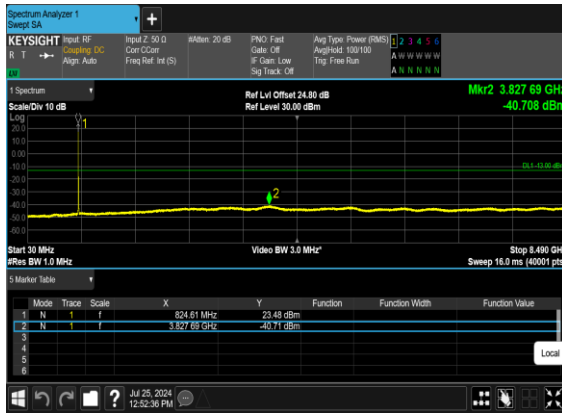 Spectrum Analyzer 1
Swept SA
+
KEYSIGHT Input: RF Input Z: 50 Ω #Atten: 20 dB PNO: Fast Avg Type: Power (RMS) 1 2 3 4 5 6
R T Coupling: DC Corr CCorr Gate: Off Avg|Hold: 100/100 A W W W W W
Align: Auto Freq Ref: Int (S) IF Gain: Low Trig: Free Run
Sig Track: Off A N N N N N
1 Spectrum Ref Lvl Offset 24.80 dB Mkr2 3.827 69 GHz
Scale/Div 10 dB Ref Level 30.00 dBm -40.708 dBm
Log
20.0
10.0
0.00
-10.0
-20.0
-30.0
-40.0
-50.0
-60.0
1
DL1 -13.00 dBm
2
Start 30 MHz Video BW 3.0 MHz* Stop 8.490 GHz
#Res BW 1.0 MHz Sweep 16.0 ms (40001 pts)
5 Marker Table
Mode Trace Scale X Y Function Function Width Function Value
1 N 1 f 824.61 MHz 23.48 dBm
2 N 1 f 3.827 69 GHz -40.71 dBm
3
4
5
6
Local
? Jul 25, 2024
12:52:36 PM